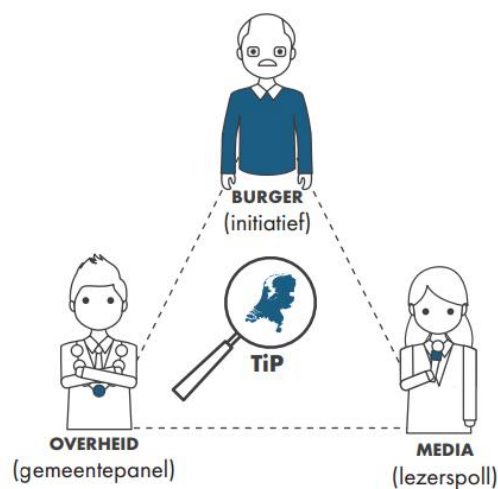 BURGER
(initiatief)
TiP
OVERHEID
(gemeentepanel)
MEDIA
(lezerspoll)